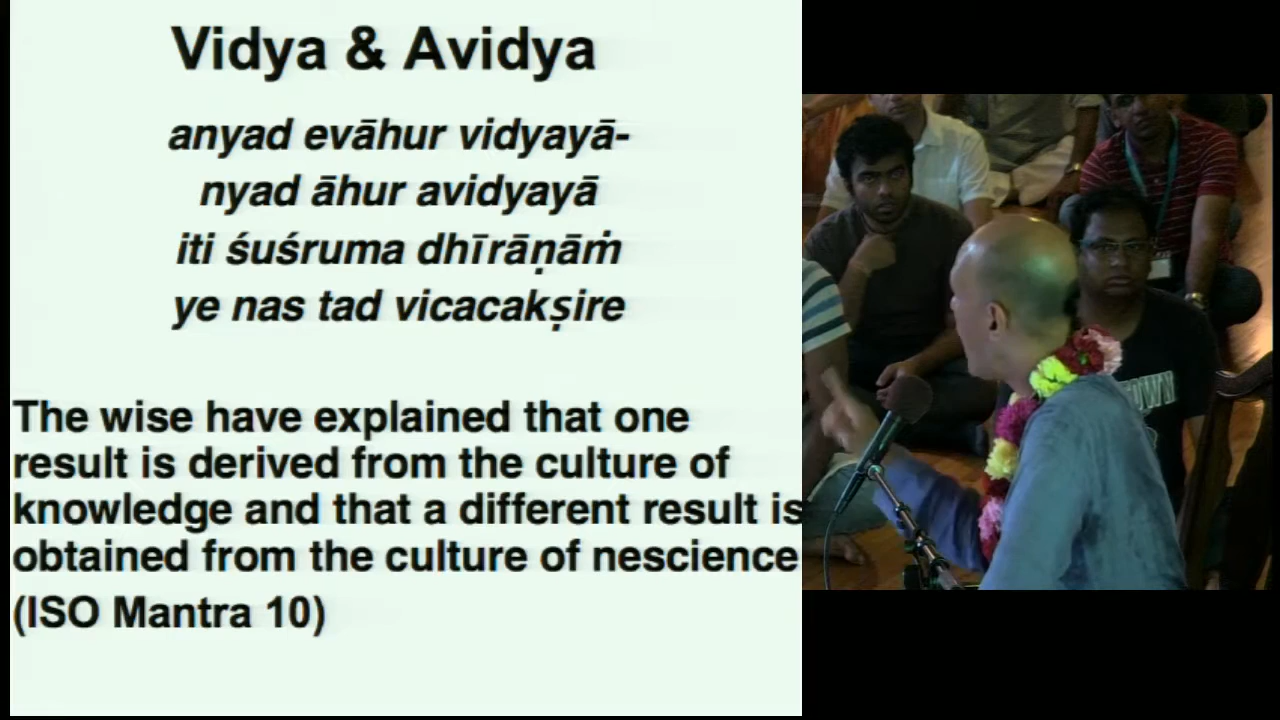 Vidya & Avidya
anyad evāhur vidyayā-
nyad āhur avidyayā
iti śuśruma dhīrāṇāṁ
ye nas tad vicacakṣire
The wise have explained that one
result is derived from the culture of
knowledge and that a different result is
obtained from the culture of nescience
(ISO Mantra 10)